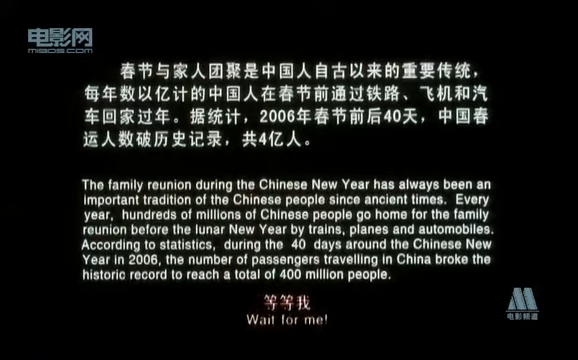 电影网
m1905.com
春节与家人团聚是中国人自古以来的重要传统，
每年数以亿计的中国人在春节前通过铁路、飞机和汽
车回家过年。据统计，2006年春节前后40天，中国春
运人数破历史记录，共4亿人。
The family reunion during the Chinese New Year has always been an
important tradition of the Chinese people since ancient times. Every
year, hundreds of millions of Chinese people go home for the family
reunion before the lunar New Year by trains, planes and automobiles.
According to statistics, during the 40 days around the Chinese New
Year in 2006, the number of passengers travelling in China broke the
historic record to reach a total of 400 million people.
等等我
Wait for me!
电影频道